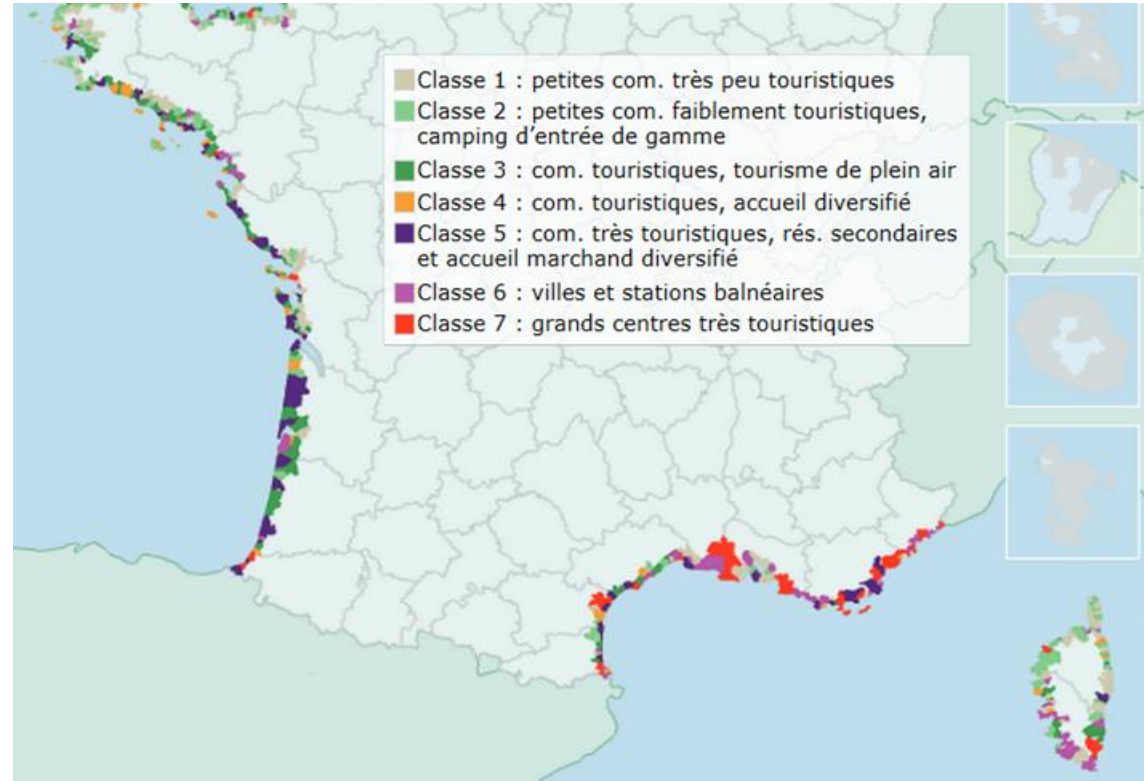 Classe 1 : petites com. très peu touristiques
Classe 2 : petites com. faiblement touristiques,
camping d'entrée de gamme
Classe 3 : com. touristiques, tourisme de plein air
Classe 4 : com. touristiques, accueil diversifié
Classe 5 : com. très touristiques, rés. secondaires
et accueil marchand diversifié
Classe 6 : villes et stations balnéaires
Classe 7 : grands centres très touristiques